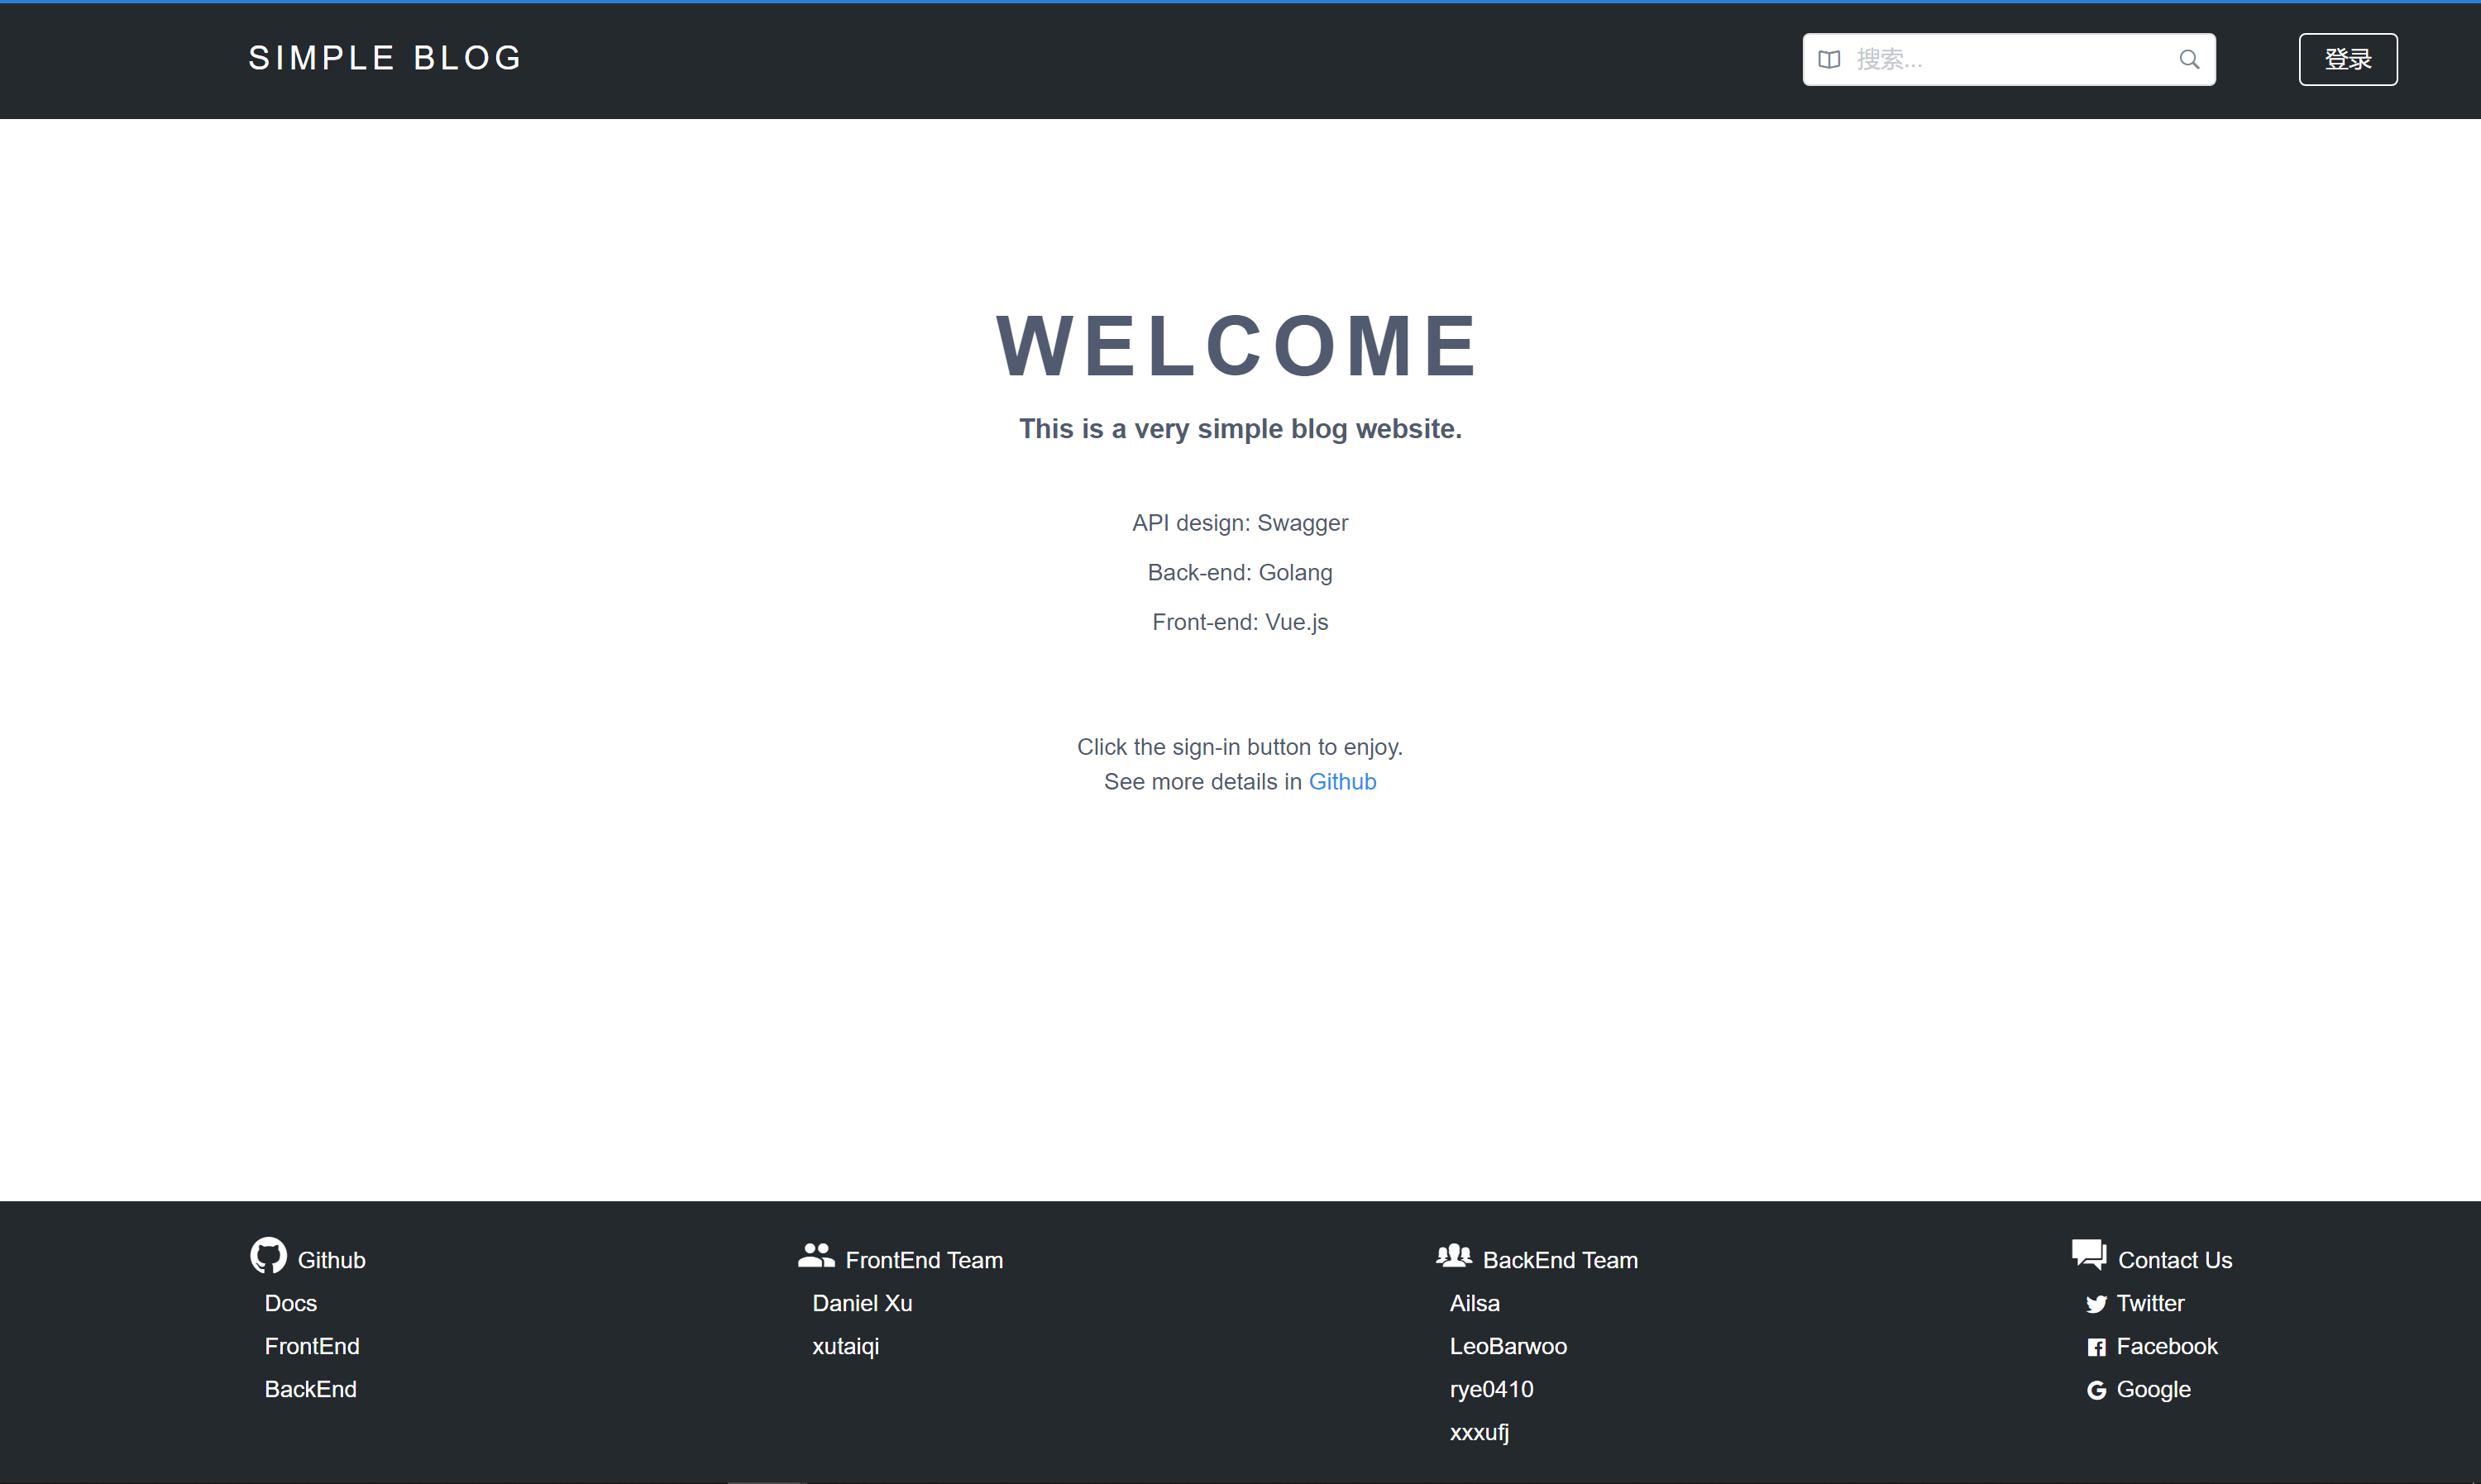 SIMPLE BLOG
搜索...
登录
WELCOME
This is a very simple blog website.
API design: Swagger
Back-end: Golang
Front-end: Vue.js
Click the sign-in button to enjoy.
See more details in Github
Github
Docs
FrontEnd
BackEnd
FrontEnd Team
Daniel Xu
xutaiqi
BackEnd Team
Ailsa
LeoBarwoo
rye0410
xxxufj
Contact Us
Twitter
Facebook
Google